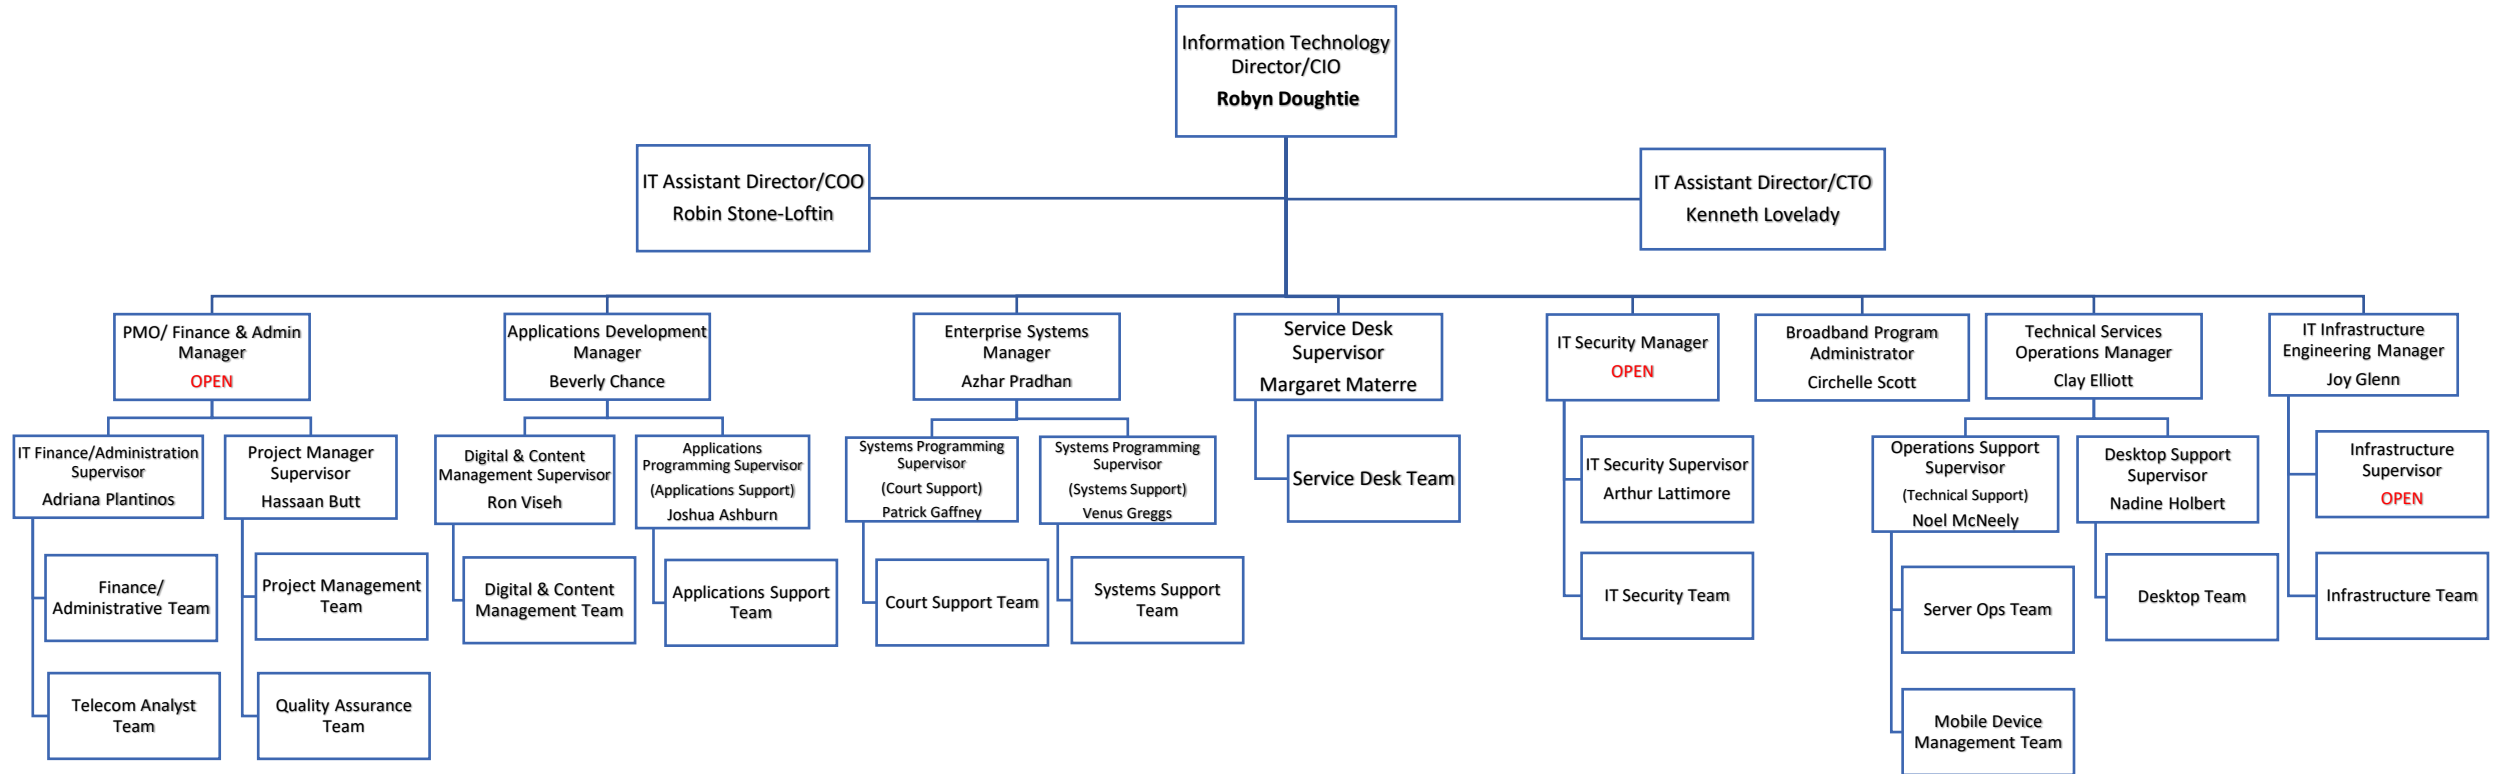 Information Technology
Director/CIO
Robyn Doughtie
IT Assistant Director/COO
Robin Stone-Loftin
IT Assistant Director/CTO
Kenneth Lovelady
PMO/ Finance & Admin
Manager
OPEN
Applications Development
Manager
Beverly Chance
Enterprise Systems
Manager
Azhar Pradhan
Service Desk
Supervisor
Margaret Materre
IT Security Manager
OPEN
Broadband Program
Administrator
Circhelle Scott
Technical Services
Operations Manager
Clay Elliott
IT Infrastructure
Engineering Manager
Joy Glenn
IT Finance/Administration
Supervisor
Adriana Plantinos
Project Manager
Supervisor
Hassaan Butt
Digital & Content
Management Supervisor
Ron Viseh
Applications
Programming Supervisor
(Applications Support)
Joshua Ashburn
Systems Programming
Supervisor
(Court Support)
Patrick Gaffney
Systems Programming
Supervisor
(Systems Support)
Venus Greggs
Service Desk Team
IT Security Supervisor
Arthur Lattimore
Operations Support
Supervisor
(Technical Support)
Noel McNeely
Desktop Support
Supervisor
Nadine Holbert
Infrastructure
Supervisor
OPEN
Finance/
Administrative Team
Project Management
Team
Digital & Content
Management Team
Applications Support
Team
Court Support Team
Systems Support
Team
IT Security Team
Server Ops Team
Desktop Team
Infrastructure Team
Telecom Analyst
Team
Quality Assurance
Team
Mobile Device
Management Team